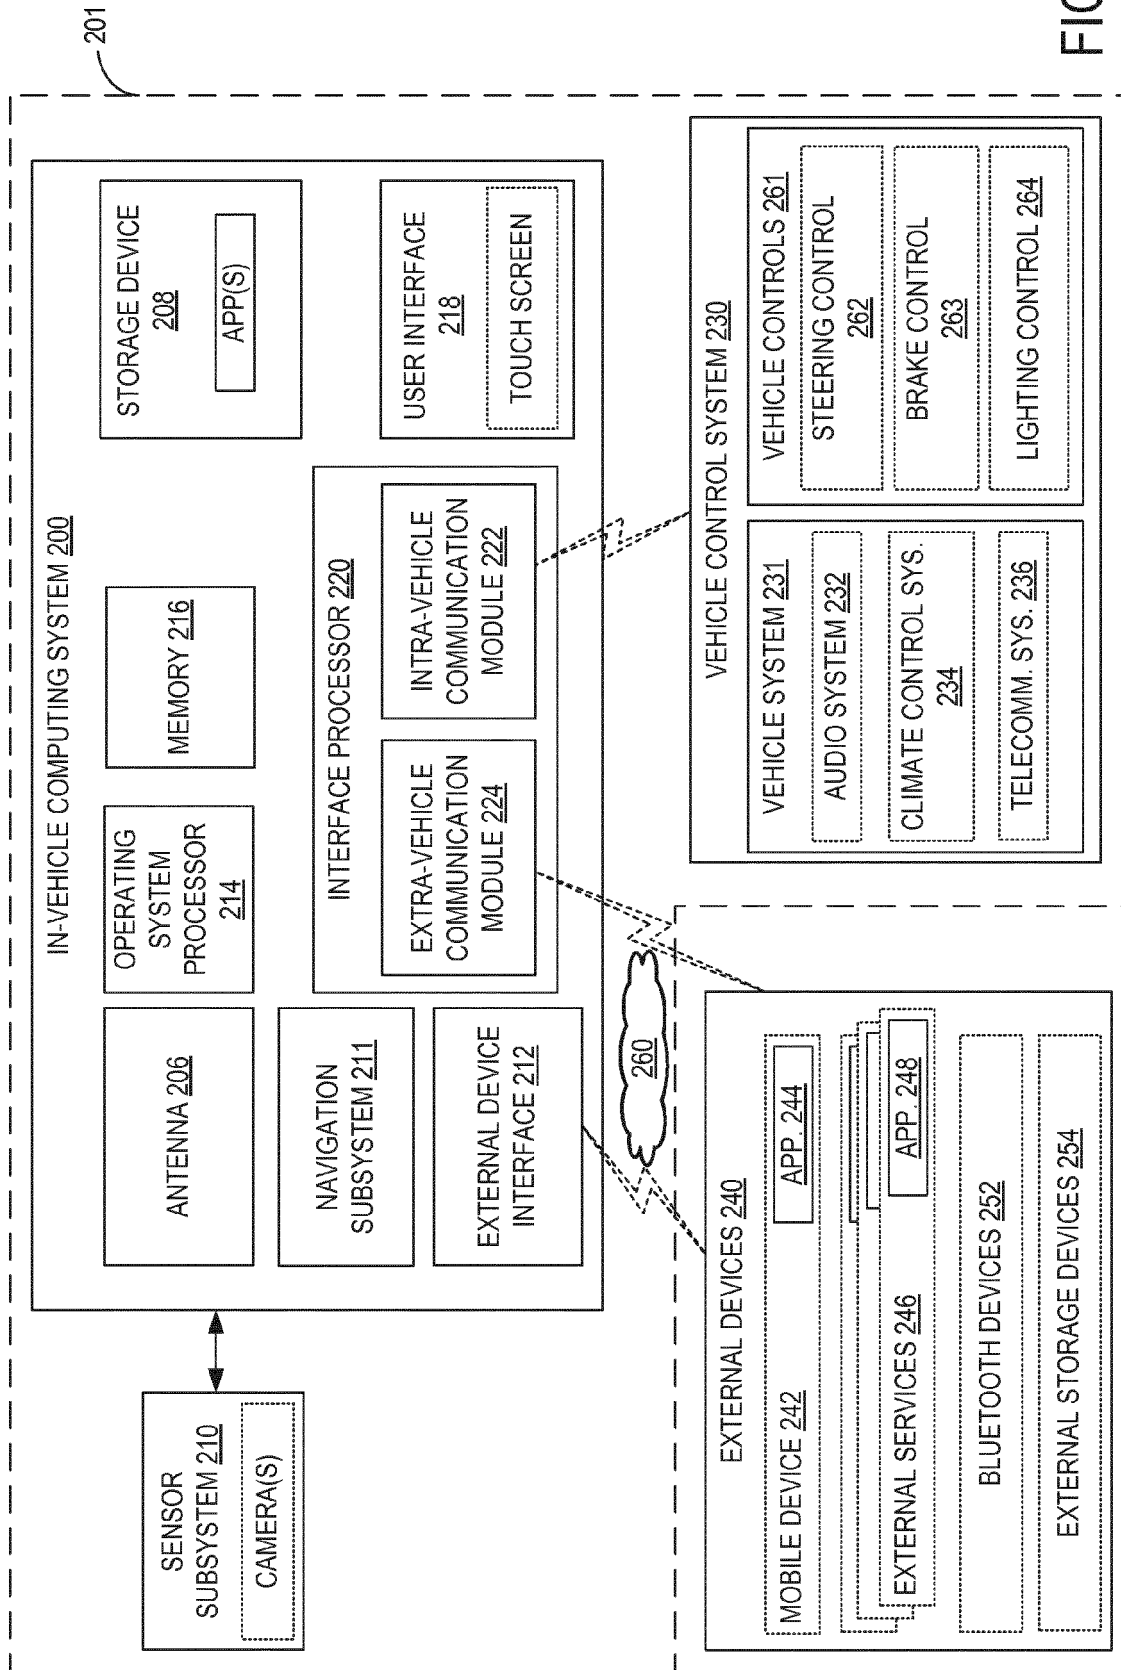 201
IN-VEHICLE COMPUTING SYSTEM 200
SENSOR
SUBSYSTEM 210
CAMERA(S)
ANTENNA 206
OPERATING
SYSTEM
PROCESSOR
214
MEMORY 216
STORAGE DEVICE
208
APP(S)
NAVIGATION
SUBSYSTEM 211
EXTERNAL DEVICE
INTERFACE 212
INTERFACE PROCESSOR 220
EXTRA-VEHICLE
COMMUNICATION
MODULE 224
INTRA-VEHICLE
COMMUNICATION
MODULE 222
USER INTERFACE
218
TOUCH SCREEN
260
EXTERNAL DEVICES 240
MOBILE DEVICE 242
APP. 244
EXTERNAL SERVICES 246
APP. 248
BLUETOOTH DEVICES 252
EXTERNAL STORAGE DEVICES 254
VEHICLE CONTROL SYSTEM 230
VEHICLE SYSTEM 231
AUDIO SYSTEM 232
CLIMATE CONTROL SYS.
234
TELECOMM. SYS. 236
VEHICLE CONTROLS 261
STEERING CONTROL
262
BRAKE CONTROL
263
LIGHTING CONTROL 264